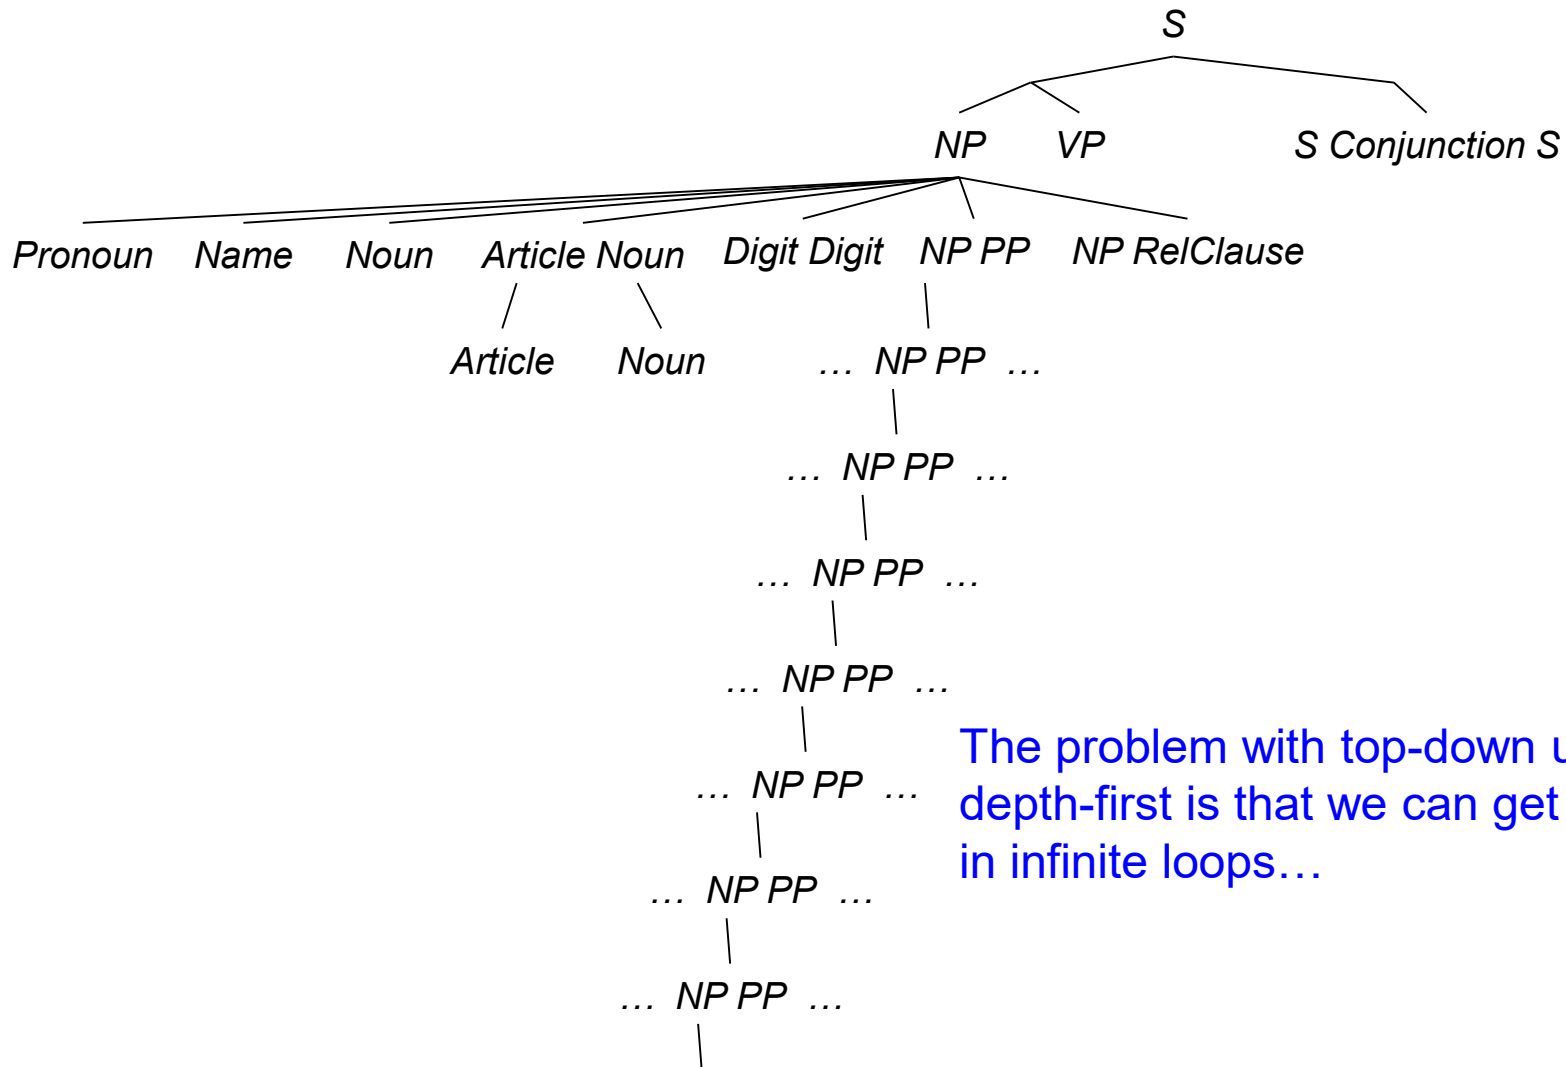 S
NP VP S Conjunction S
Pronoun Name Noun Article Noun Digit Digit NP PP NP RelClause
Article Noun … NP PP …
… NP PP …
… NP PP …
… NP PP …
The problem with top-down
… NP PP … depth-first is that we can get
in infinite loops…
… NP PP …
… NP PP …